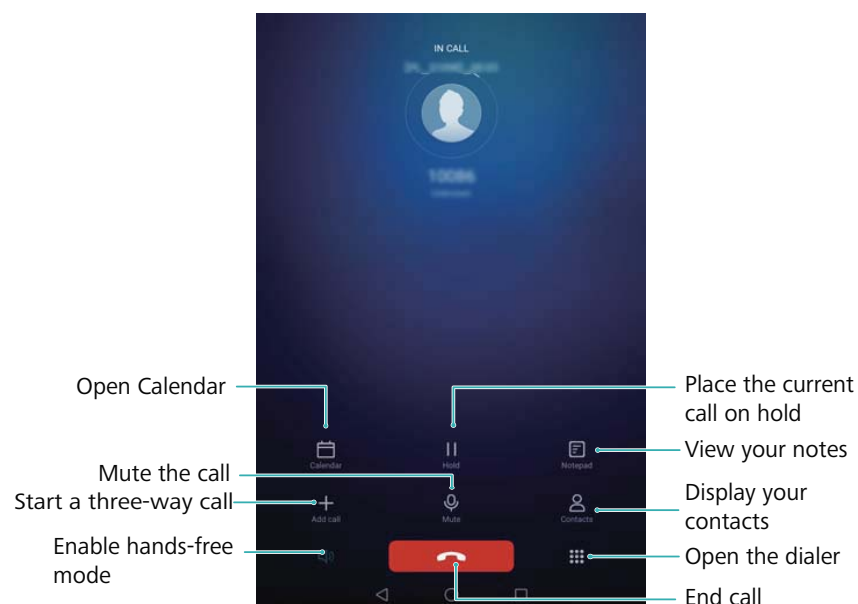 IN CALL
10086
Open Calendar
Place the current
call on hold
Calendar
Hold
Notepad
View your notes
Mute the call
Start a three-way call
Add call
Mute
Contacts
Display your
contacts
Enable hands-free
mode
Open the dialer
End call